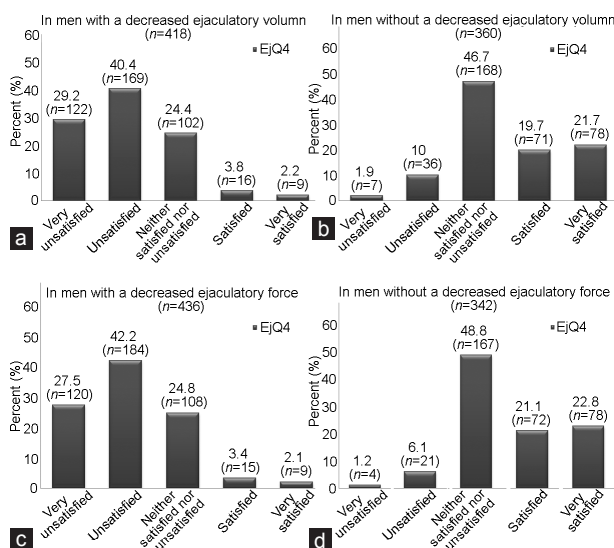 In men with a decreased ejaculatory volumn
(n=418)
EjQ4
Percent (%)
60
50
40
30
20
10
0
29.2
(n=122)
40.4
(n=169)
24.4
(n=102)
3.8
(n=16)
2.2
(n=9)
Very
unsatisfied
Unsatisfied
Neither
satisfied nor
unsatisfied
Satisfied
Very
satisfied
a
In men without a decreased ejaculatory volumn
(n=360)
EjQ4
Percent (%)
60
50
40
30
20
10
0
1.9
(n=7)
10
(n=36)
46.7
(n=168)
19.7
(n=71)
21.7
(n=78)
Very
unsatisfied
Unsatisfied
Neither
satisfied nor
unsatisfied
Satisfied
Very
satisfied
b
In men with a decreased ejaculatory force
(n=436)
EjQ4
Percent (%)
60
50
40
30
20
10
0
27.5
(n=120)
42.2
(n=184)
24.8
(n=108)
3.4
(n=15)
2.1
(n=9)
Very
unsatisfied
Unsatisfied
Neither
satisfied nor
unsatisfied
Satisfied
Very
satisfied
c
In men without a decreased ejaculatory force
(n=342)
EjQ4
Percent (%)
60
50
40
30
20
10
0
1.2
(n=4)
6.1
(n=21)
48.8
(n=167)
21.1
(n=72)
22.8
(n=78)
Very
unsatisfied
Unsatisfied
Neither
satisfied nor
unsatisfied
Satisfied
Very
satisfied
d